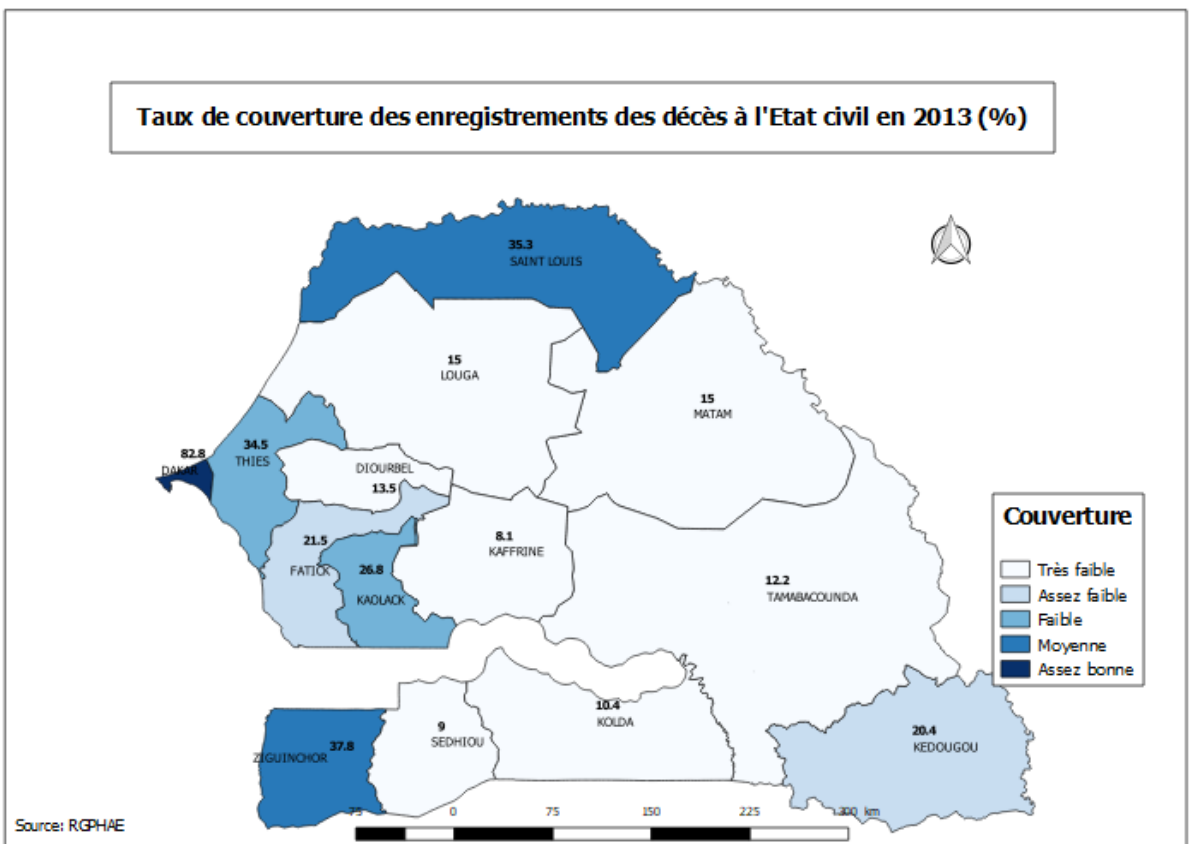 Taux de couverture des enregistrements des décès à l'Etat civil en 2013 (%)
35.3
SAINT LOUIS
15
LOUGA
15
MATAM
82.8
DAKAR
34.5
THIES
DIOURBEL
13.5
21.5
FATICK
26.8
KAOLACK
8.1
KAFFRINE
12.2
TAMABACOUNDA
37.8
ZIGUINCHOR
9
SEDHIOU
10.4
KOLDA
20.4
KEDOUGOU
Couverture
Très faible
Assez faible
Faible
Moyenne
Assez bonne
75 0 75 150 225 300 km
Source: RGPHAE